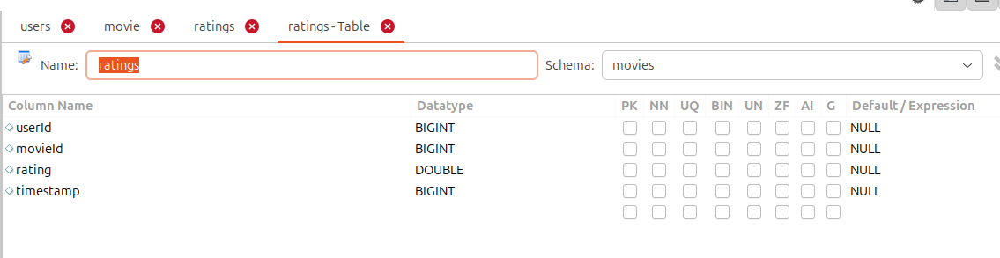 users movie ratings ratings - Table
Name: ratings Schema: movies
Column Name Datatype PK NN UQ BIN UN ZF AI G Default / Expression
userId BIGINT NULL
movieId BIGINT NULL
rating DOUBLE NULL
timestamp BIGINT NULL